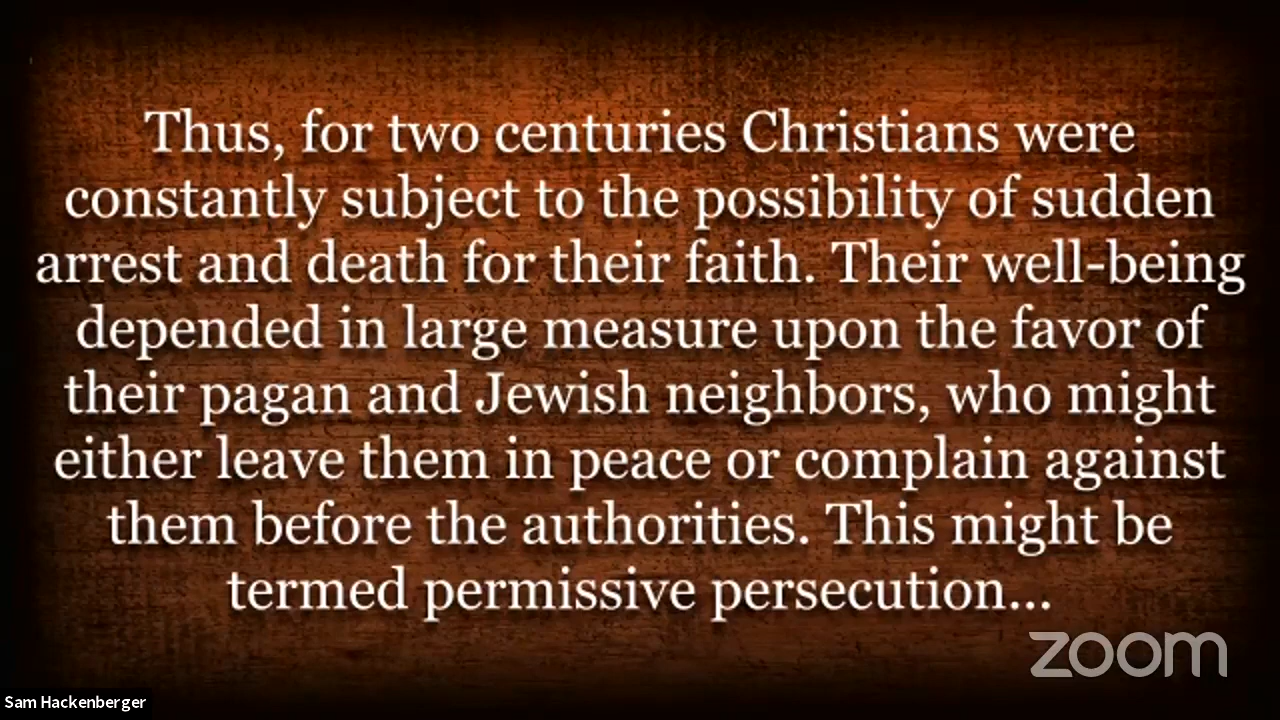 Thus, for two centuries Christians were
constantly subject to the possibility of sudden
arrest and death for their faith. Their well-being
depended in large measure upon the favor of
their pagan and Jewish neighbors, who might
either leave them in peace or complain against
them before the authorities. This might be
termed permissive persecution...
zoom
Sam Hackenberger